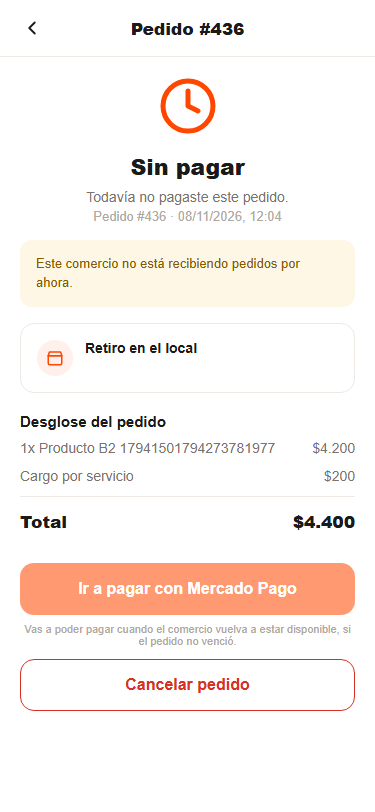 Pedido #436
Sin pagar
Todavía no pagaste este pedido.
Pedido #436 · 08/11/2026, 12:04
Este comercio no está recibiendo pedidos por
ahora.
Retiro en el local
Desglose del pedido
1x Producto B2 17941501794273781977 $4.200
Cargo por servicio $200
Total $4.400
Ir a pagar con Mercado Pago
Vas a poder pagar cuando el comercio vuelva a estar disponible, si
el pedido no venció.
Cancelar pedido